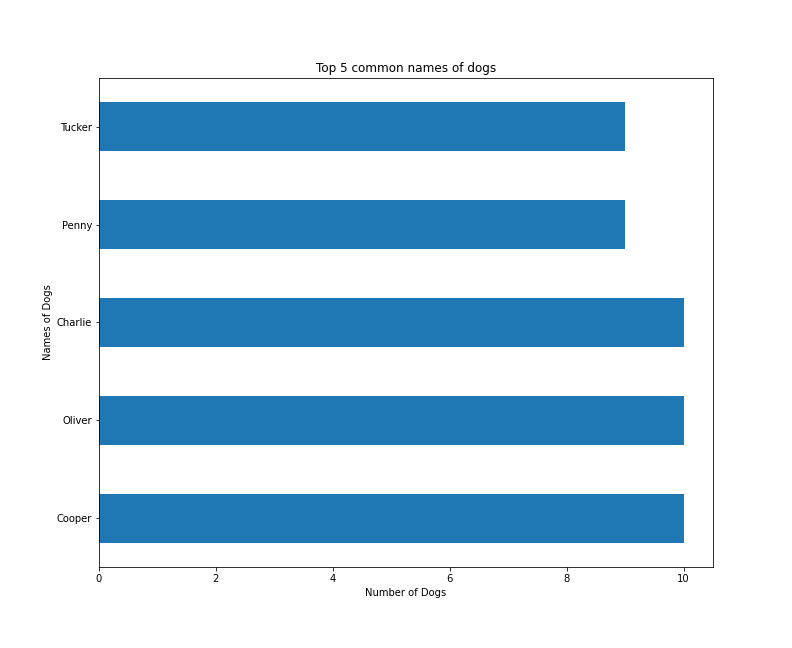 Top 5 common names of dogs
Tucker
Penny
Charlie
Oliver
Cooper
Names of Dogs
0 2 4 6 8 10
Number of Dogs